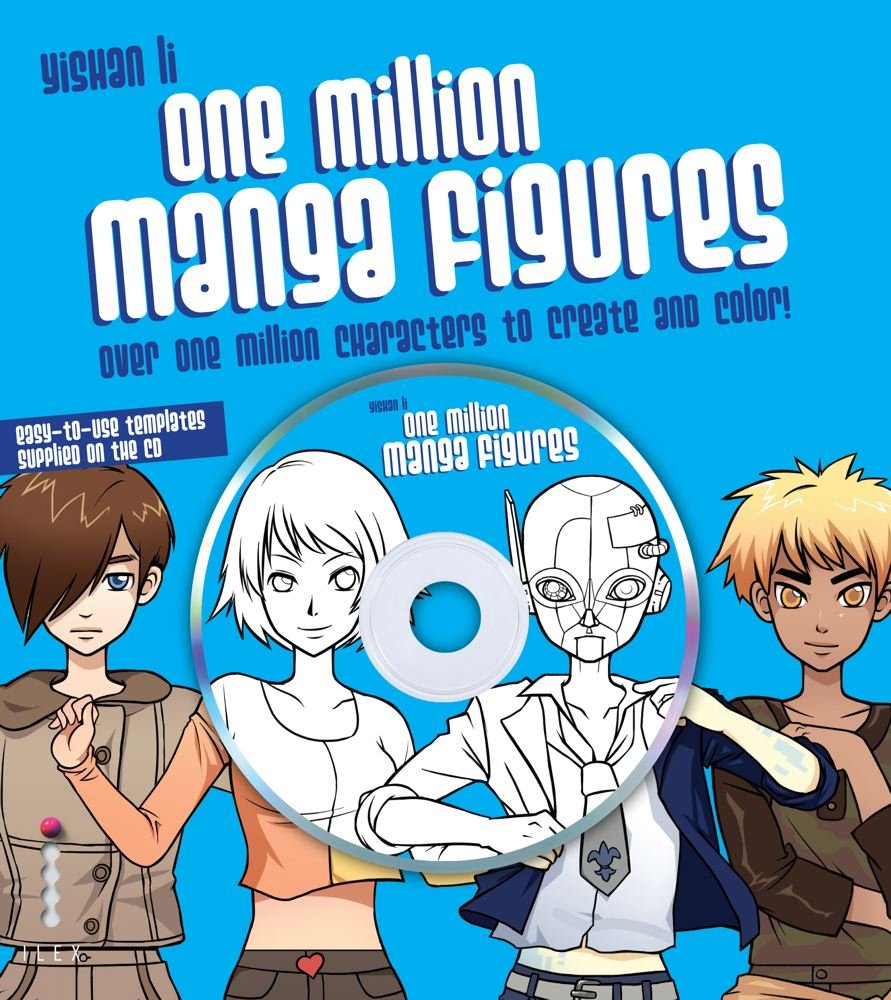 Yishan Li
One Million
Manga Figures
Over one million characters to create and color!
easy-to-use templates
supplied on the CD
Yishan Li
One Million
Manga Figures
ILEX